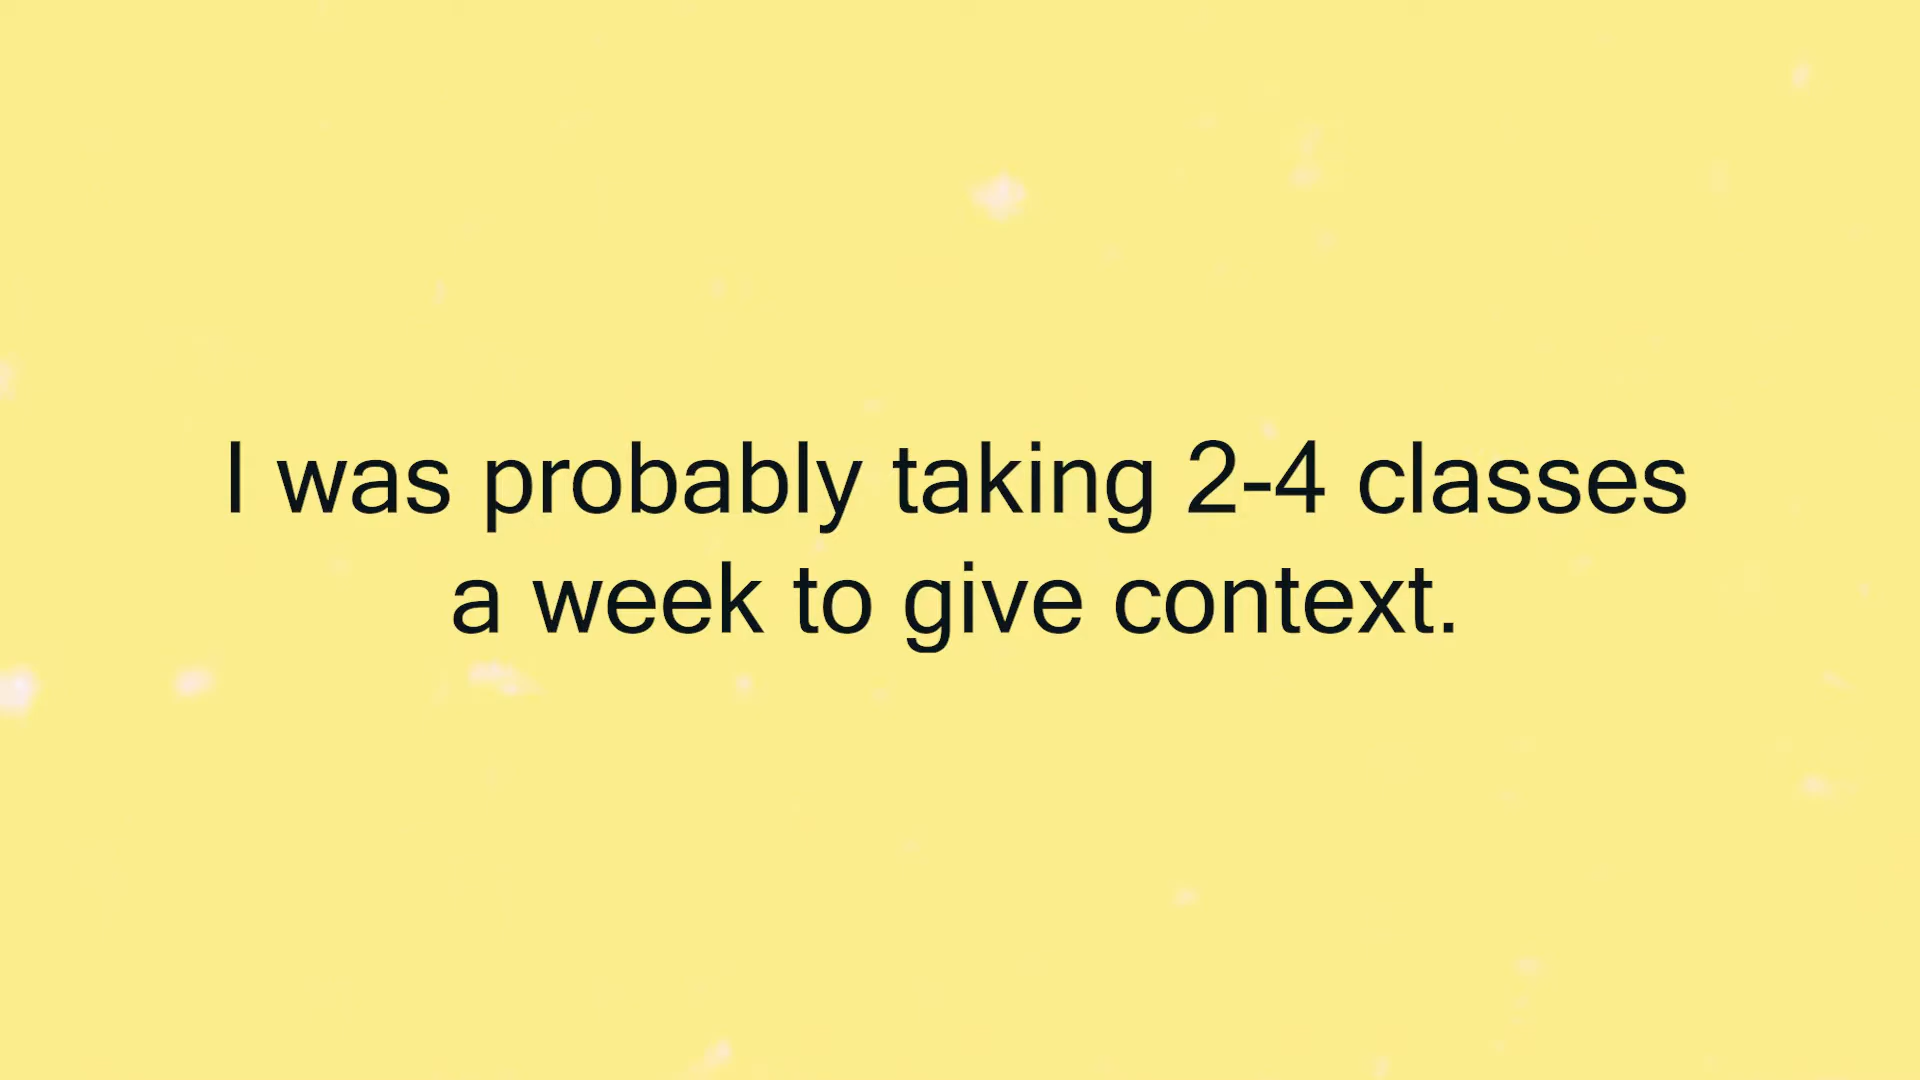 I was probably taking 2-4 classes
a week to give context.